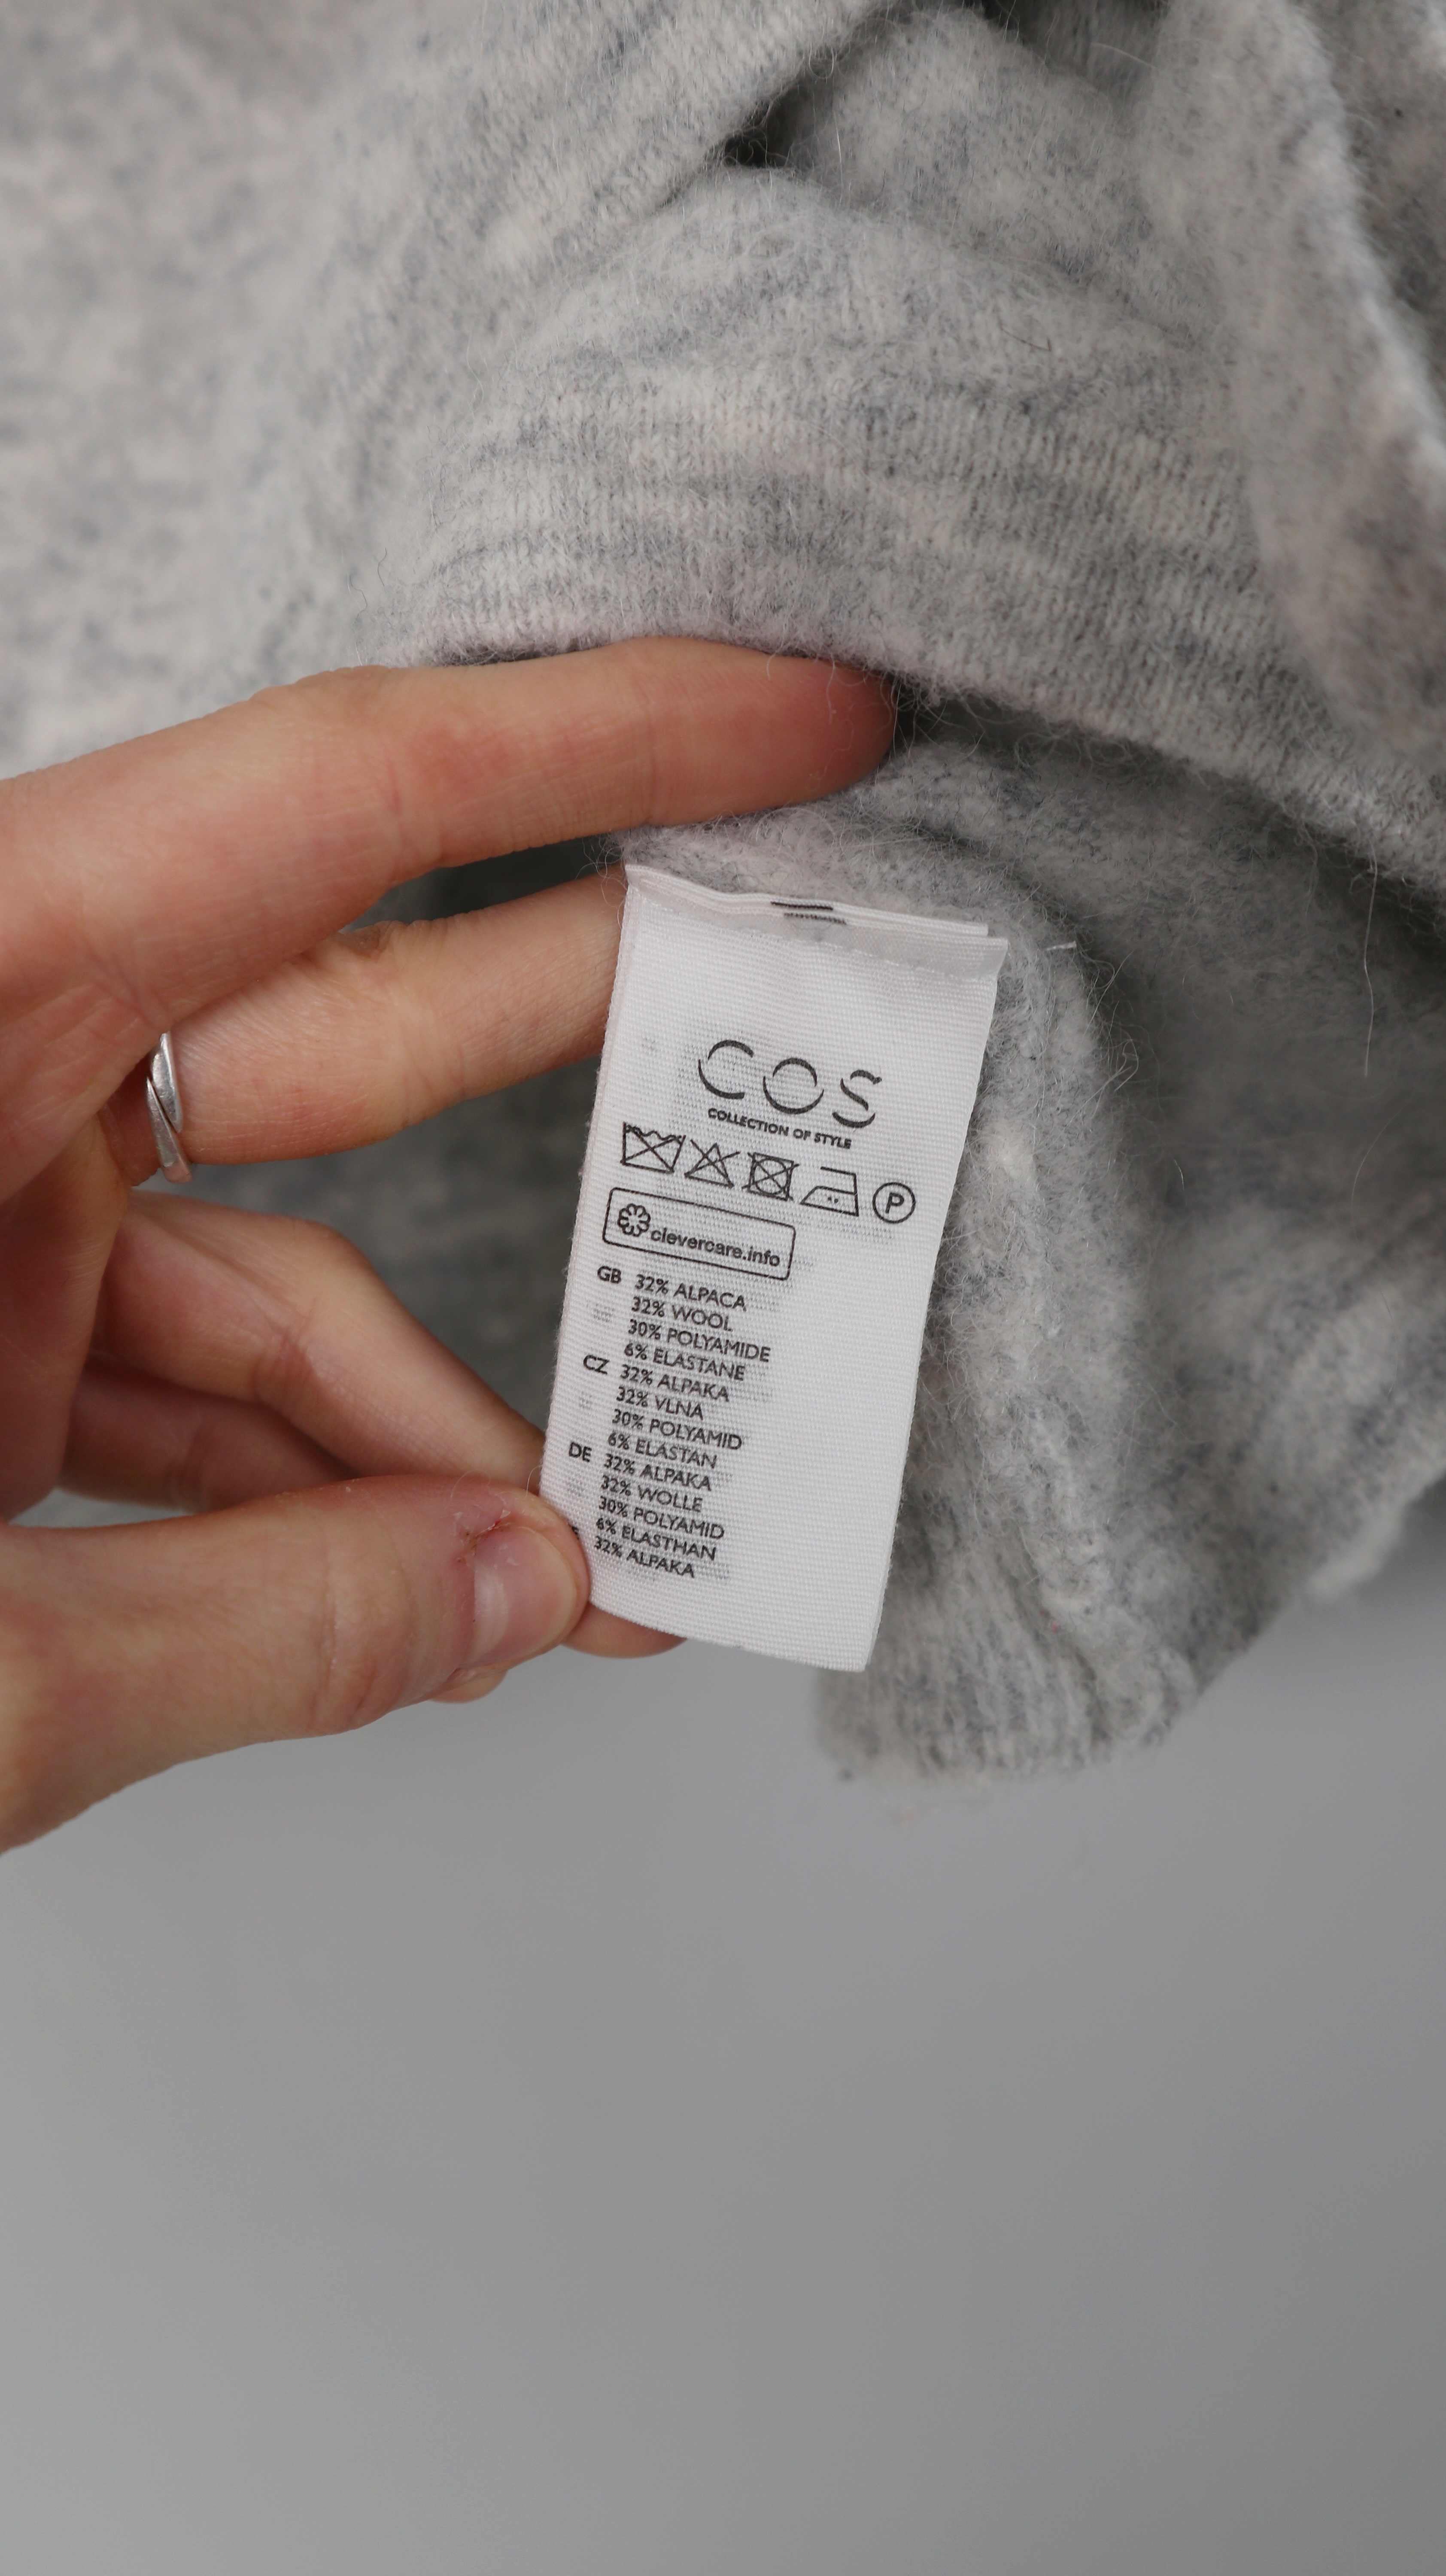 COS
COLLECTION OF STYLE
P
clevercare.info
GB 32% ALPACA
32% WOOL
30% POLYAMIDE
6% ELASTANE
CZ 32% ALPAKA
32% VLNA
30% POLYAMID
6% ELASTAN
DE 32% ALPAKA
32% WOLLE
30% POLYAMID
6% ELASTHAN
32% ALPAKA